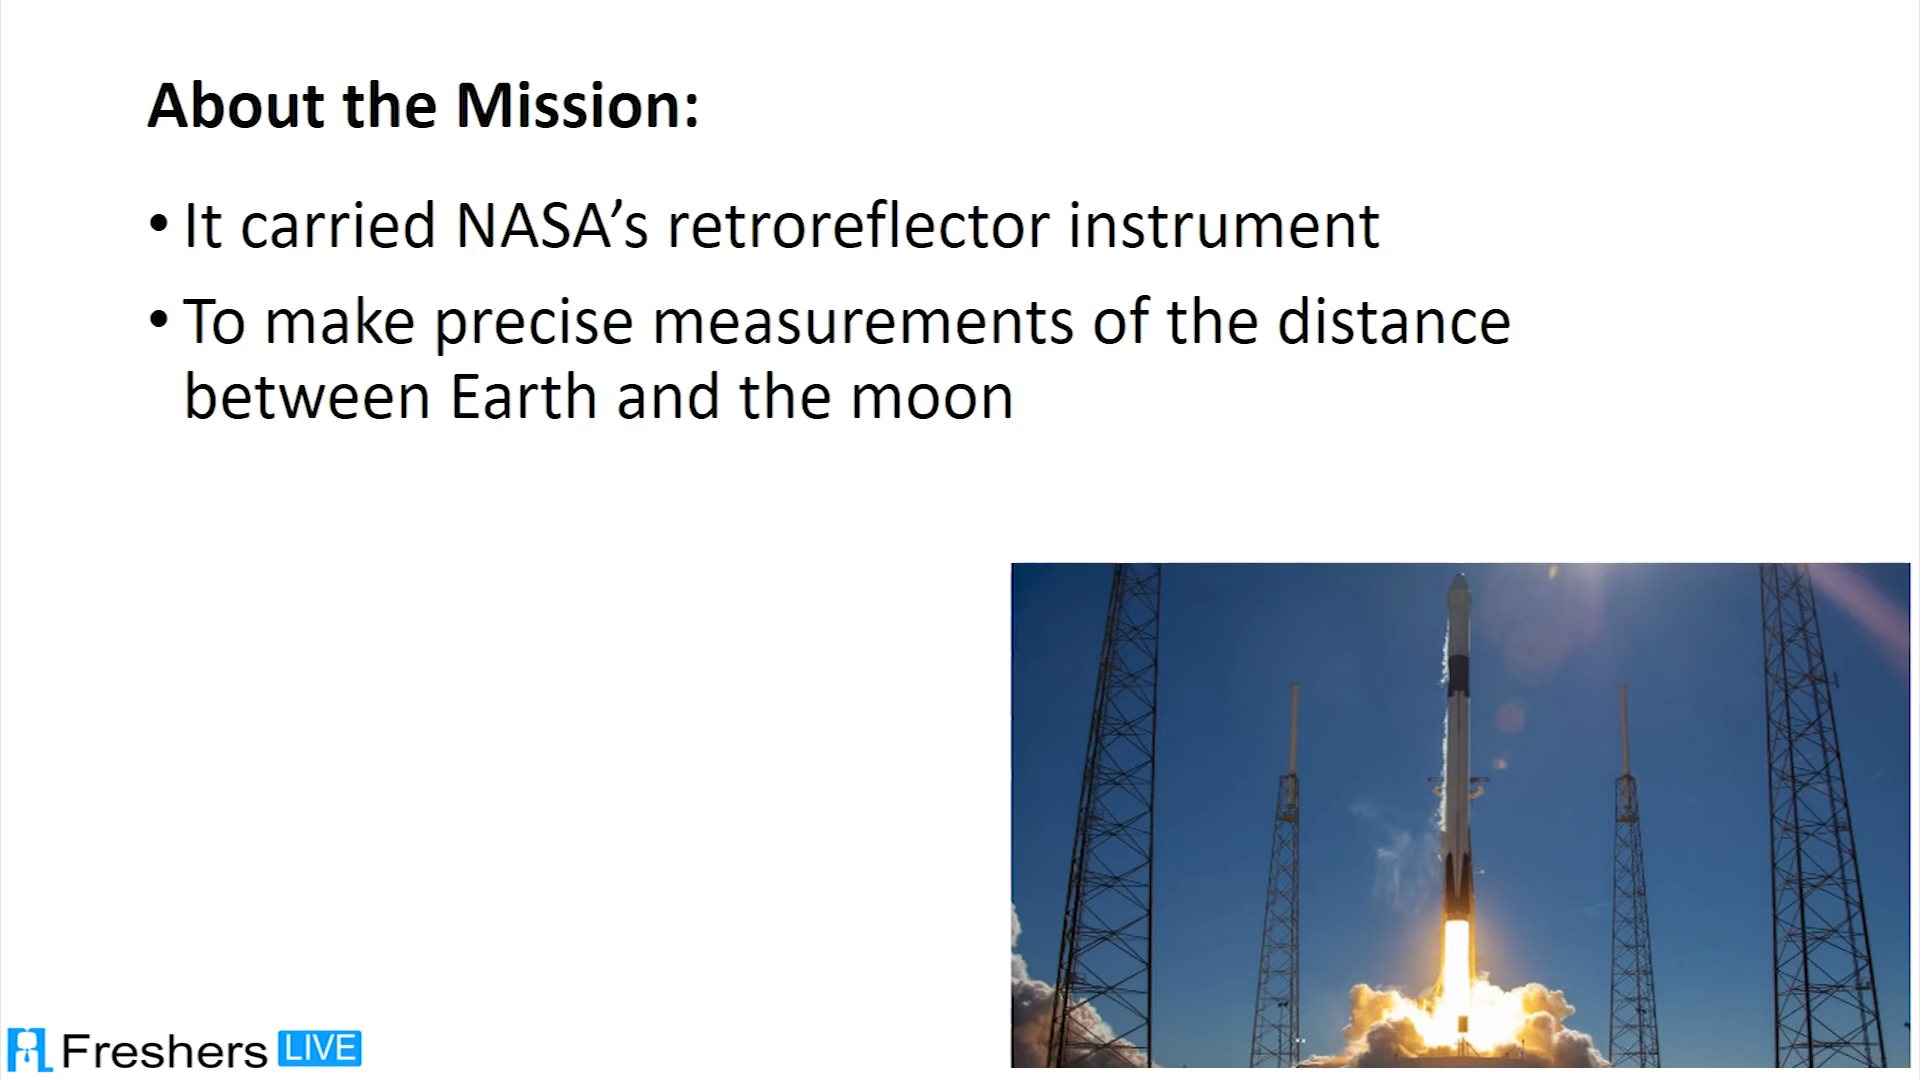 About the Mission:
• It carried NASA’s retroreflector instrument
• To make precise measurements of the distance
between Earth and the moon
Freshers LIVE